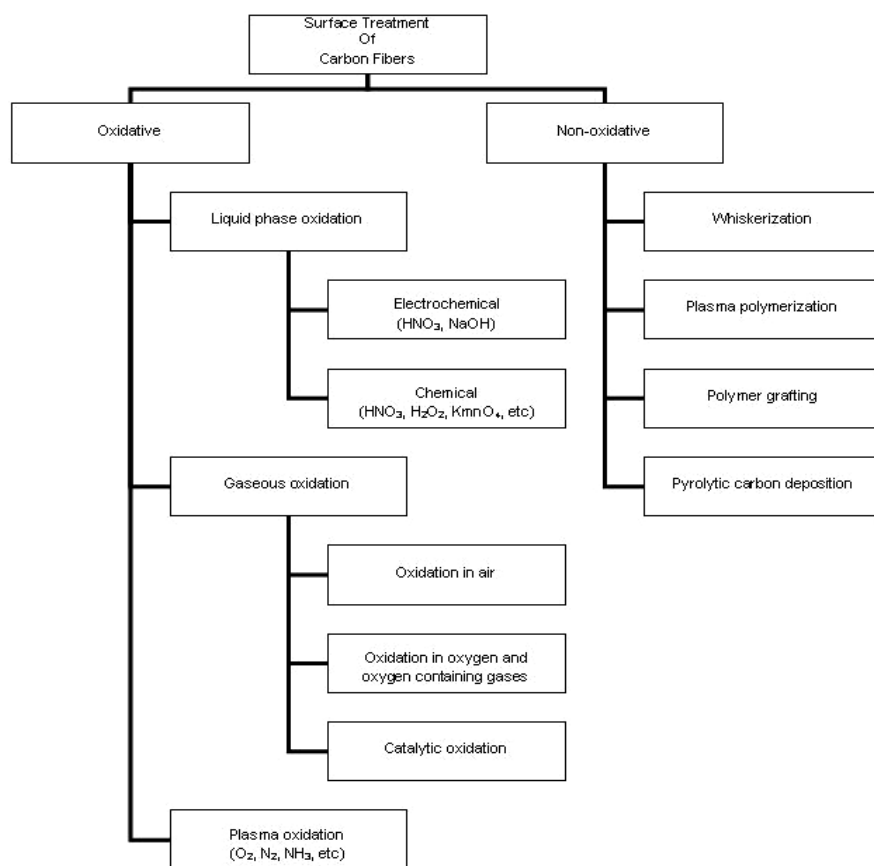 Surface Treatment
Of
Carbon Fibers
Oxidative
Non-oxidative
Liquid phase oxidation
Whiskerization
Electrochemical
(HNO₃, NaOH)
Plasma polymerization
Chemical
(HNO₃, H₂O₂, KmnO₄, etc)
Polymer grafting
Gaseous oxidation
Pyrolytic carbon deposition
Oxidation in air
Oxidation in oxygen and
oxygen containing gases
Catalytic oxidation
Plasma oxidation
(O₂, N₂, NH₃, etc)